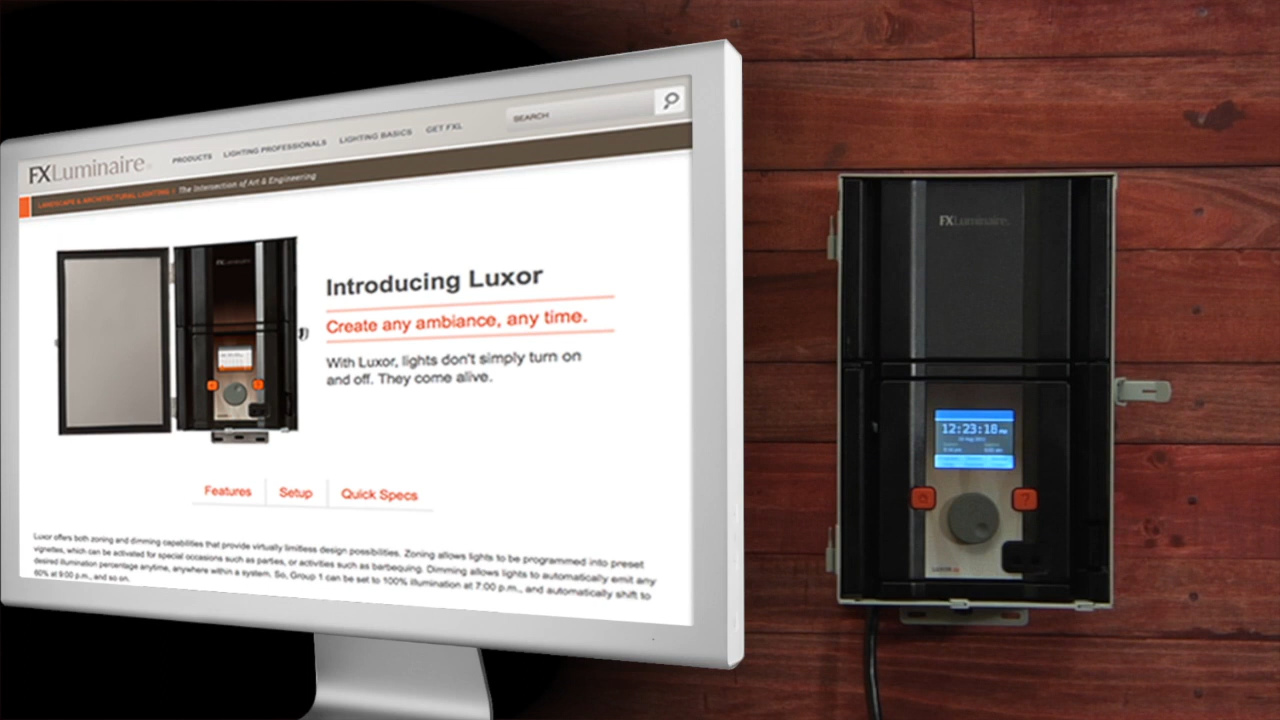 FXLuminaire
PRODUCTS LIGHTING PROFESSIONALS LIGHTING BASICS GET FXL
SEARCH
LANDSCAPE & ARCHITECTURAL LIGHTING | The Intersection of Art & Engineering
FXLuminaire
Introducing Luxor
Create any ambiance, any time.
With Luxor, lights don't simply turn on
and off. They come alive.
Features Setup Quick Specs
Luxor offers both zoning and dimming capabilities that provide virtually limitless design possibilities. Zoning allows lights to be programmed into preset
vignettes, which can be activated for special occasions such as parties, or activities such as barbequing. Dimming allows lights to automatically emit any
desired illumination percentage anytime, anywhere within a system. So, Group 1 can be set to 100% illumination at 7:00 p.m., and automatically shift to
60% at 9:00 p.m., and so on.
FXLuminaire
12:23:18 PM
?
LUXOR